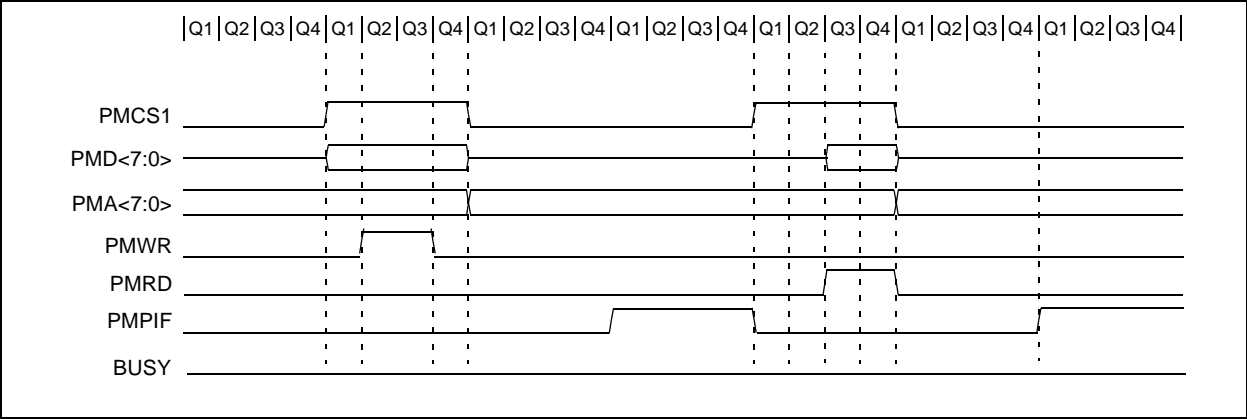 |Q1|Q2|Q3|Q4|Q1|Q2|Q3|Q4|Q1|Q2|Q3|Q4|Q1|Q2|Q3|Q4|Q1|Q2|Q3|Q4|Q1|Q2|Q3|Q4|Q1|Q2|Q3|Q4|
PMCS1
PMD<7:0>
PMA<7:0>
PMWR
PMRD
PMPIF
BUSY